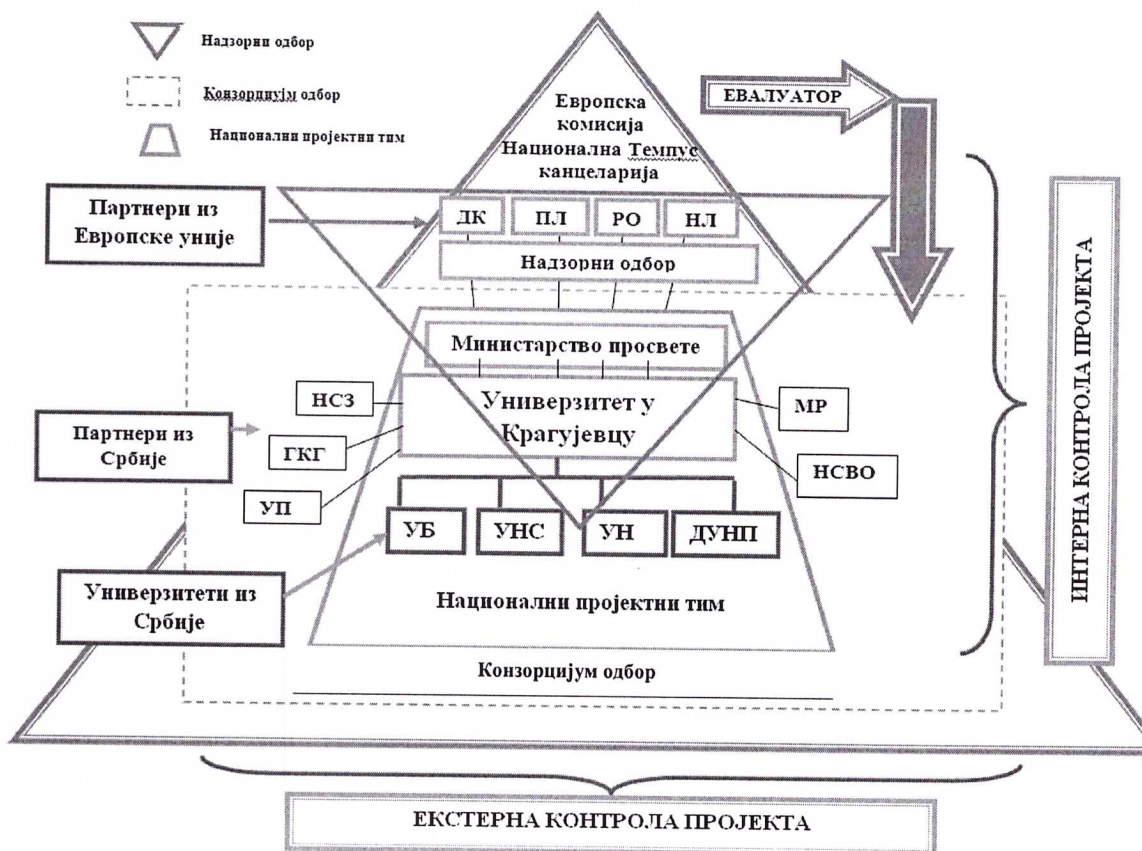 Надзорни одбор
Конзорциујм одбор
Национални пројектни тим
Европска
комисија
Национална Темпус
канцеларија
ЕВАЛУАТОР
Партнери из
Европске уније
ДК
ПЛ
РО
НЛ
Надзорни одбор
Министарство просвете
НСЗ
Универзитет у
Крагујевцу
МР
Партнери из
Србије
ГКГ
НСВО
УП
УБ
УНС
УН
ДУНП
Универзитети из
Србије
Национални пројектни тим
Конзорцијум одбор
ИНТЕРНА КОНТРОЛА ПРОЈЕКТА
ЕКСТЕРНА КОНТРОЛА ПРОЈЕКТА